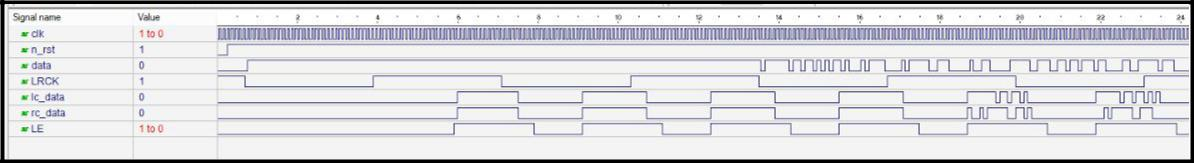 Signal name Value 2 4 6 8 10 12 14 16 18 20 22 24
clk 1 to 0
n_rst 1
data 0
LRCK 1
lc_data 0
rc_data 0
LE 1 to 0